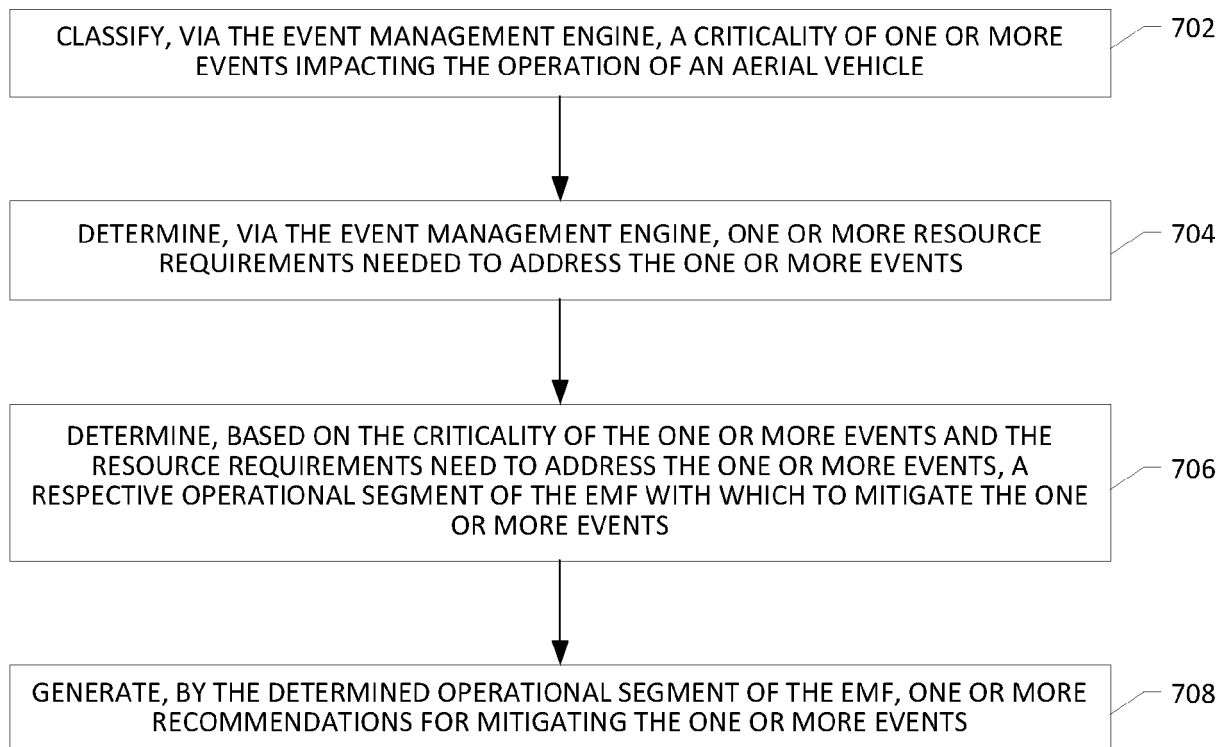 CLASSIFY, VIA THE EVENT MANAGEMENT ENGINE, A CRITICALITY OF ONE OR MORE
EVENTS IMPACTING THE OPERATION OF AN AERIAL VEHICLE
702
DETERMINE, VIA THE EVENT MANAGEMENT ENGINE, ONE OR MORE RESOURCE
REQUIREMENTS NEEDED TO ADDRESS THE ONE OR MORE EVENTS
704
DETERMINE, BASED ON THE CRITICALITY OF THE ONE OR MORE EVENTS AND THE
RESOURCE REQUIREMENTS NEED TO ADDRESS THE ONE OR MORE EVENTS, A
RESPECTIVE OPERATIONAL SEGMENT OF THE EMF WITH WHICH TO MITIGATE THE ONE
OR MORE EVENTS
706
GENERATE, BY THE DETERMINED OPERATIONAL SEGMENT OF THE EMF, ONE OR MORE
RECOMMENDATIONS FOR MITIGATING THE ONE OR MORE EVENTS
708